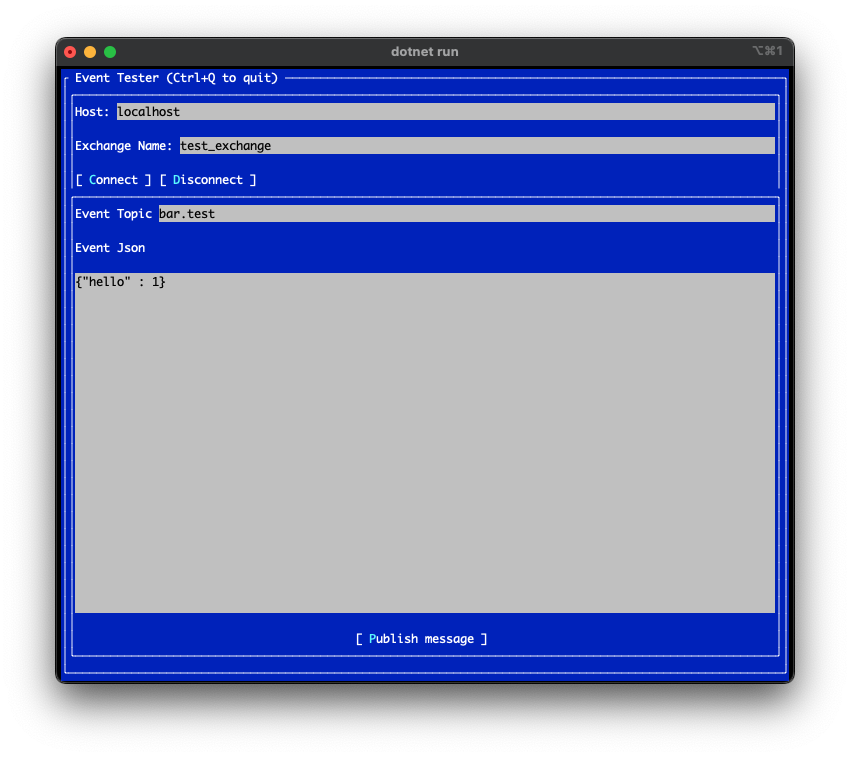 dotnet run
⌥⌘1
Event Tester (Ctrl+Q to quit)
Host: localhost
Exchange Name: test_exchange
[ Connect ] [ Disconnect ]
Event Topic bar.test
Event Json
{"hello" : 1}
[ Publish message ]